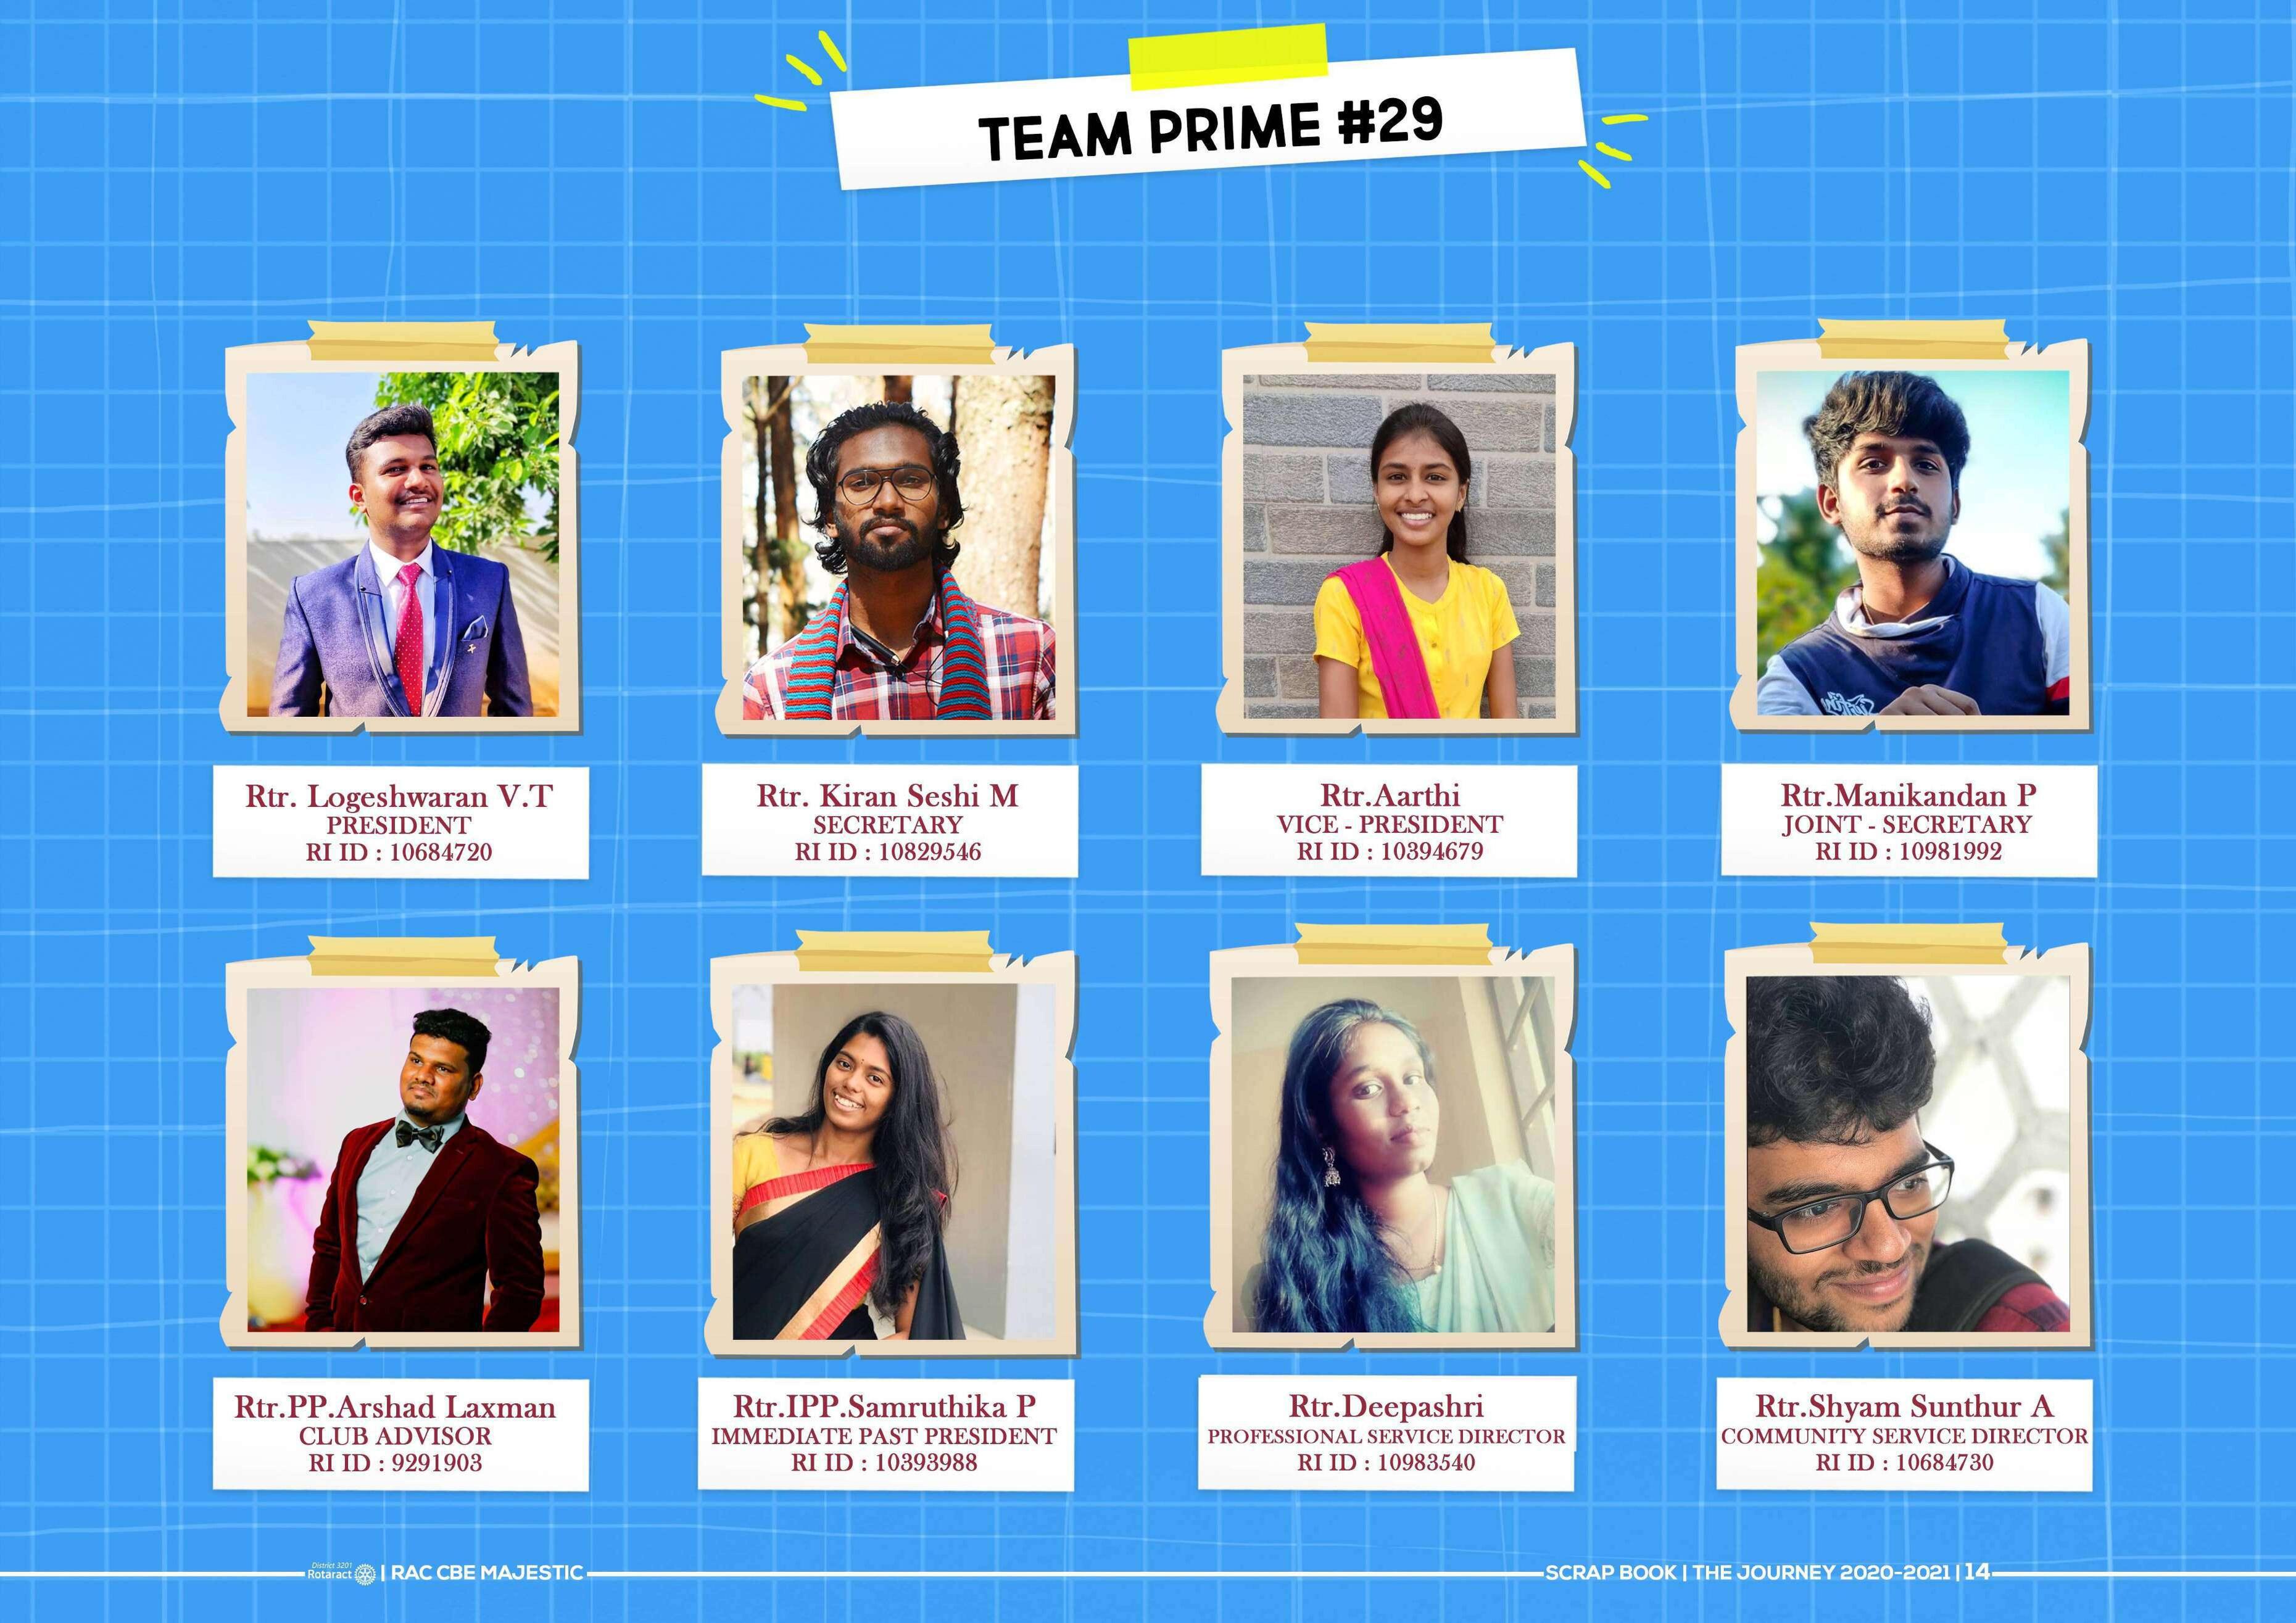 TEAM PRIME #29
Rtr. Logeshwaran V.T
PRESIDENT
RI ID : 10684720
Rtr. Kiran Seshi M
SECRETARY
RI ID : 10829546
Rtr.Aarthi
VICE - PRESIDENT
RI ID : 10394679
Rtr.Manikandan P
JOINT - SECRETARY
RI ID : 10981992
Rtr.PP.Arshad Laxman
CLUB ADVISOR
RI ID : 9291903
Rtr.IPP.Samruthika P
IMMEDIATE PAST PRESIDENT
RI ID : 10393988
Rtr.Deepashri
PROFESSIONAL SERVICE DIRECTOR
RI ID : 10983540
Rtr.Shyam Sunthur A
COMMUNITY SERVICE DIRECTOR
RI ID : 10684730
District 3201
Rotaract | RAC CBE MAJESTIC
SCRAP BOOK | THE JOURNEY 2020-2021 | 14